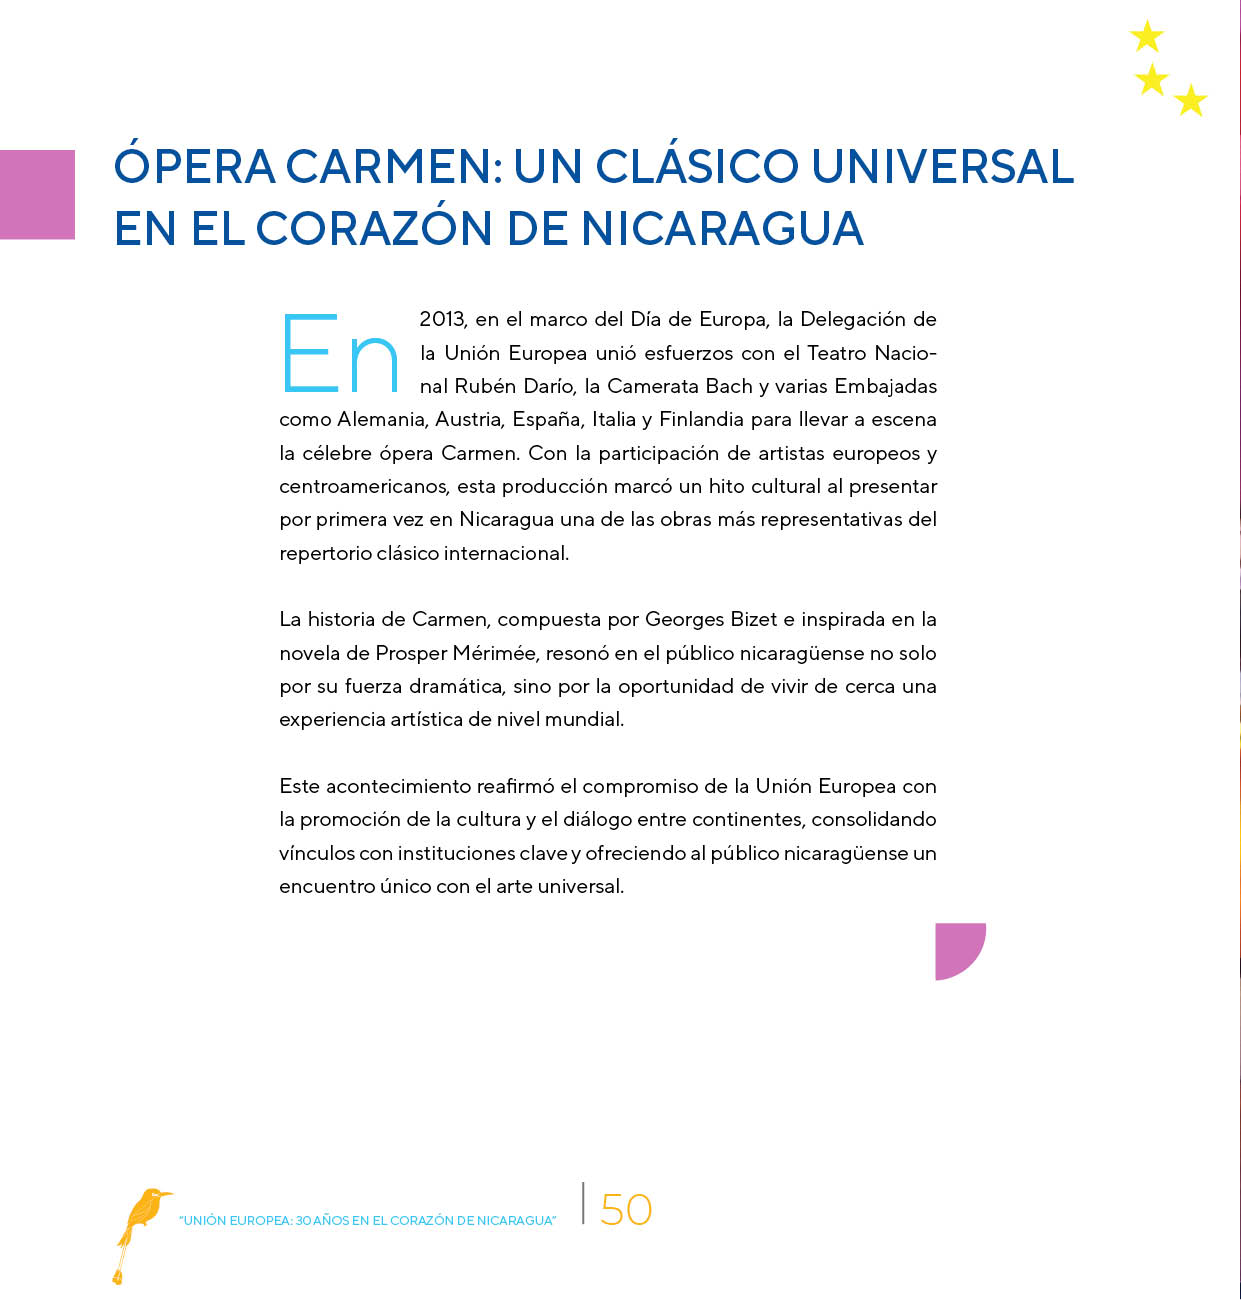 ÓPERA CARMEN: UN CLÁSICO UNIVERSAL
EN EL CORAZÓN DE NICARAGUA
En 2013, en el marco del Día de Europa, la Delegación de
la Unión Europea unió esfuerzos con el Teatro Nacio-
nal Rubén Darío, la Camerata Bach y varias Embajadas
como Alemania, Austria, España, Italia y Finlandia para llevar a escena
la célebre ópera Carmen. Con la participación de artistas europeos y
centroamericanos, esta producción marcó un hito cultural al presentar
por primera vez en Nicaragua una de las obras más representativas del
repertorio clásico internacional.
La historia de Carmen, compuesta por Georges Bizet e inspirada en la
novela de Prosper Mérimée, resonó en el público nicaragüense no solo
por su fuerza dramática, sino por la oportunidad de vivir de cerca una
experiencia artística de nivel mundial.
Este acontecimiento reafirmó el compromiso de la Unión Europea con
la promoción de la cultura y el diálogo entre continentes, consolidando
vínculos con instituciones clave y ofreciendo al público nicaragüense un
encuentro único con el arte universal.
"UNIÓN EUROPEA: 30 AÑOS EN EL CORAZÓN DE NICARAGUA"
50